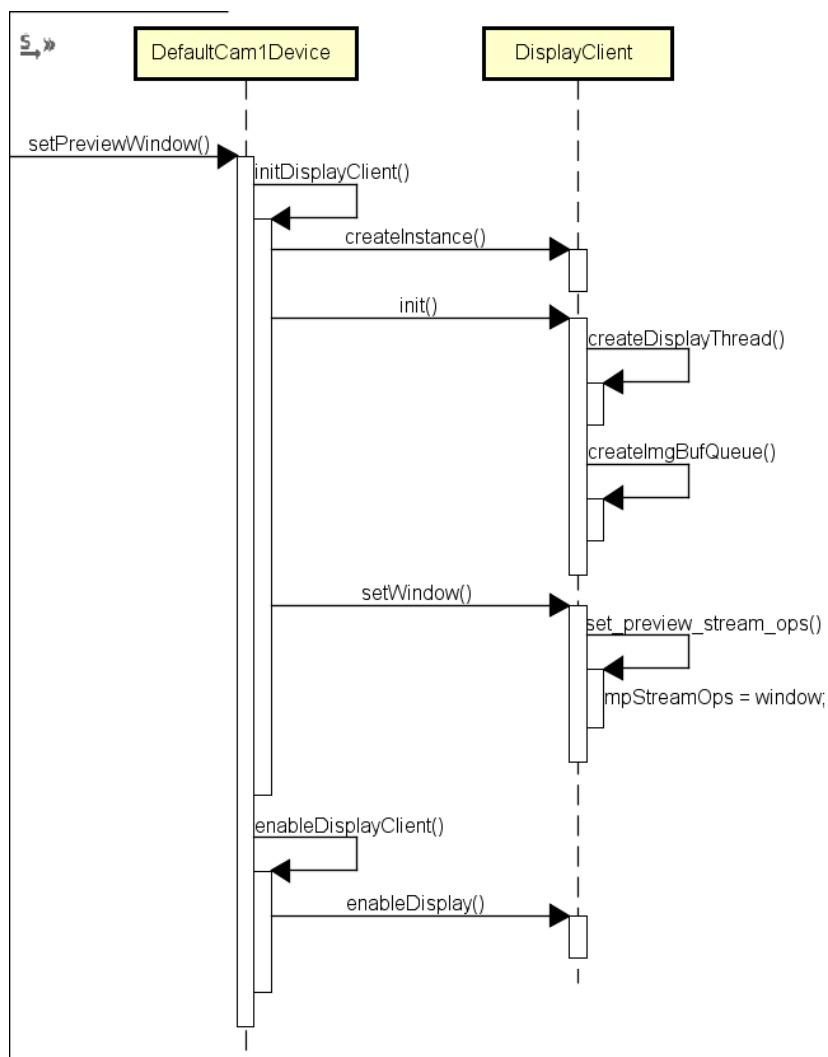 S »
DefaultCam1Device
DisplayClient
setPreviewWindow()
initDisplayClient()
createInstance()
init()
createDisplayThread()
createImgBufQueue()
setWindow()
set_preview_stream_ops()
mpStreamOps = window;
enableDisplayClient()
enableDisplay()